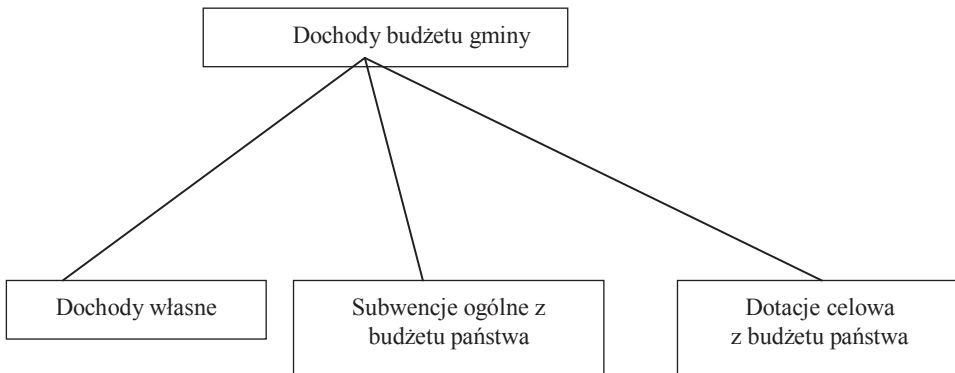 Dochody budżetu gminy
Dochody własne
Subwencje ogólne z
budżetu państwa
Dotacje celowa
z budżetu państwa